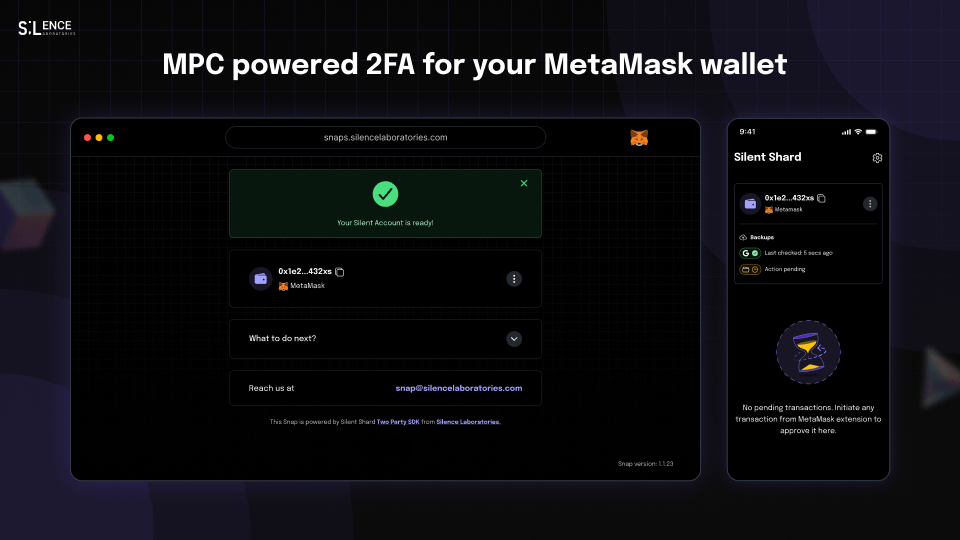 SiLENCE
LABORATORIES
MPC powered 2FA for your MetaMask wallet
snaps.silencelaboratories.com
Your Silent Account is ready!
0x1e2...432xs
MetaMask
What to do next?
Reach us at
snap@silencelaboratories.com
This Snap is powered by Silent Shard Two Party SDK from Silence Laboratories.
Snap version: 1.1.23
9:41
Silent Shard
0x1e2...432xs
Metamask
Backups
Last checked: 5 secs ago
Action pending
No pending transactions. Initiate any
transaction from MetaMask extension to
approve it here.